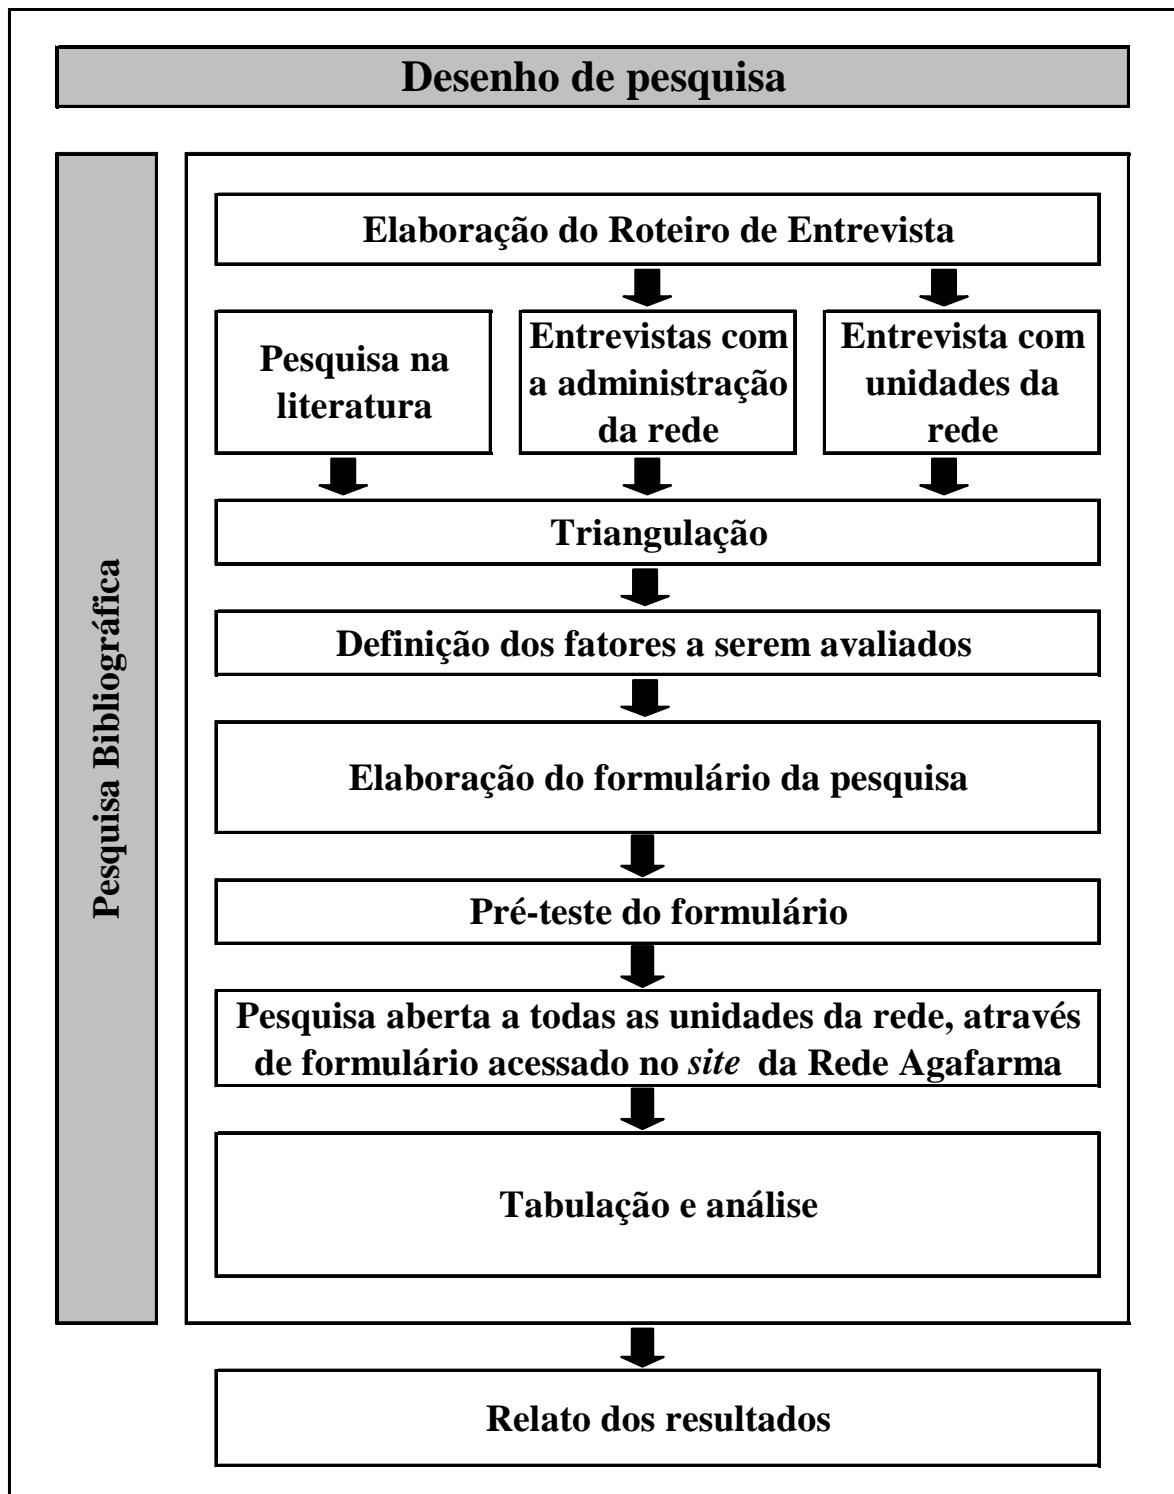 Desenho de pesquisa
Pesquisa Bibliográfica
Elaboração do Roteiro de Entrevista
Pesquisa na
literatura
Entrevistas com
a administração
da rede
Entrevista com
unidades da
rede
Triangulação
Definição dos fatores a serem avaliados
Elaboração do formulário da pesquisa
Pré-teste do formulário
Pesquisa aberta a todas as unidades da rede, através
de formulário acessado no site da Rede Agafarma
Tabulação e análise
Relato dos resultados